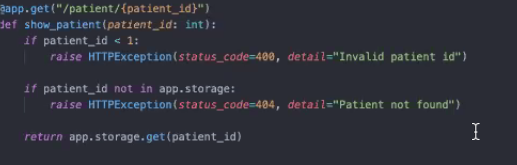 @app.get("/patient/{patient_id}")
def show_patient(patient_id: int):
if patient_id < 1:
raise HTTPException(status_code=400, detail="Invalid patient id")
if patient_id not in app.storage:
raise HTTPException(status_code=404, detail="Patient not found")
return app.storage.get(patient_id)